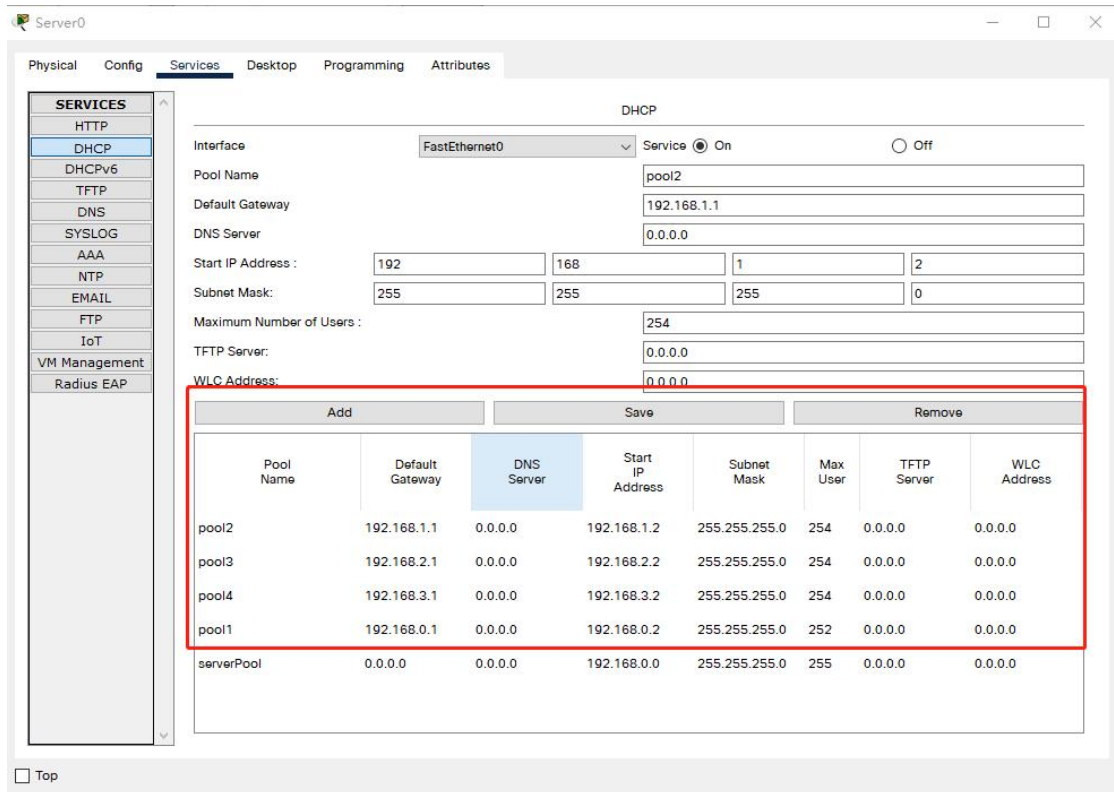 Server0
Physical Config Services Desktop Programming Attributes
SERVICES
HTTP
DHCP
DHCPv6
TFTP
DNS
SYSLOG
AAA
NTP
EMAIL
FTP
IoT
VM Management
Radius EAP
DHCP
Interface FastEthernet0 Service On Off
Pool Name pool2
Default Gateway 192.168.1.1
DNS Server 0.0.0.0
Start IP Address : 192 168 1 2
Subnet Mask: 255 255 255 0
Maximum Number of Users : 254
TFTP Server: 0.0.0.0
WLC Address: 0.0.0.0
Add Save Remove
Pool Name Default Gateway DNS Server Start IP Address Subnet Mask Max User TFTP Server WLC Address
pool2 192.168.1.1 0.0.0.0 192.168.1.2 255.255.255.0 254 0.0.0.0 0.0.0.0
pool3 192.168.2.1 0.0.0.0 192.168.2.2 255.255.255.0 254 0.0.0.0 0.0.0.0
pool4 192.168.3.1 0.0.0.0 192.168.3.2 255.255.255.0 254 0.0.0.0 0.0.0.0
pool1 192.168.0.1 0.0.0.0 192.168.0.2 255.255.255.0 252 0.0.0.0 0.0.0.0
serverPool 0.0.0.0 0.0.0.0 192.168.0.0 255.255.255.0 255 0.0.0.0 0.0.0.0
Top